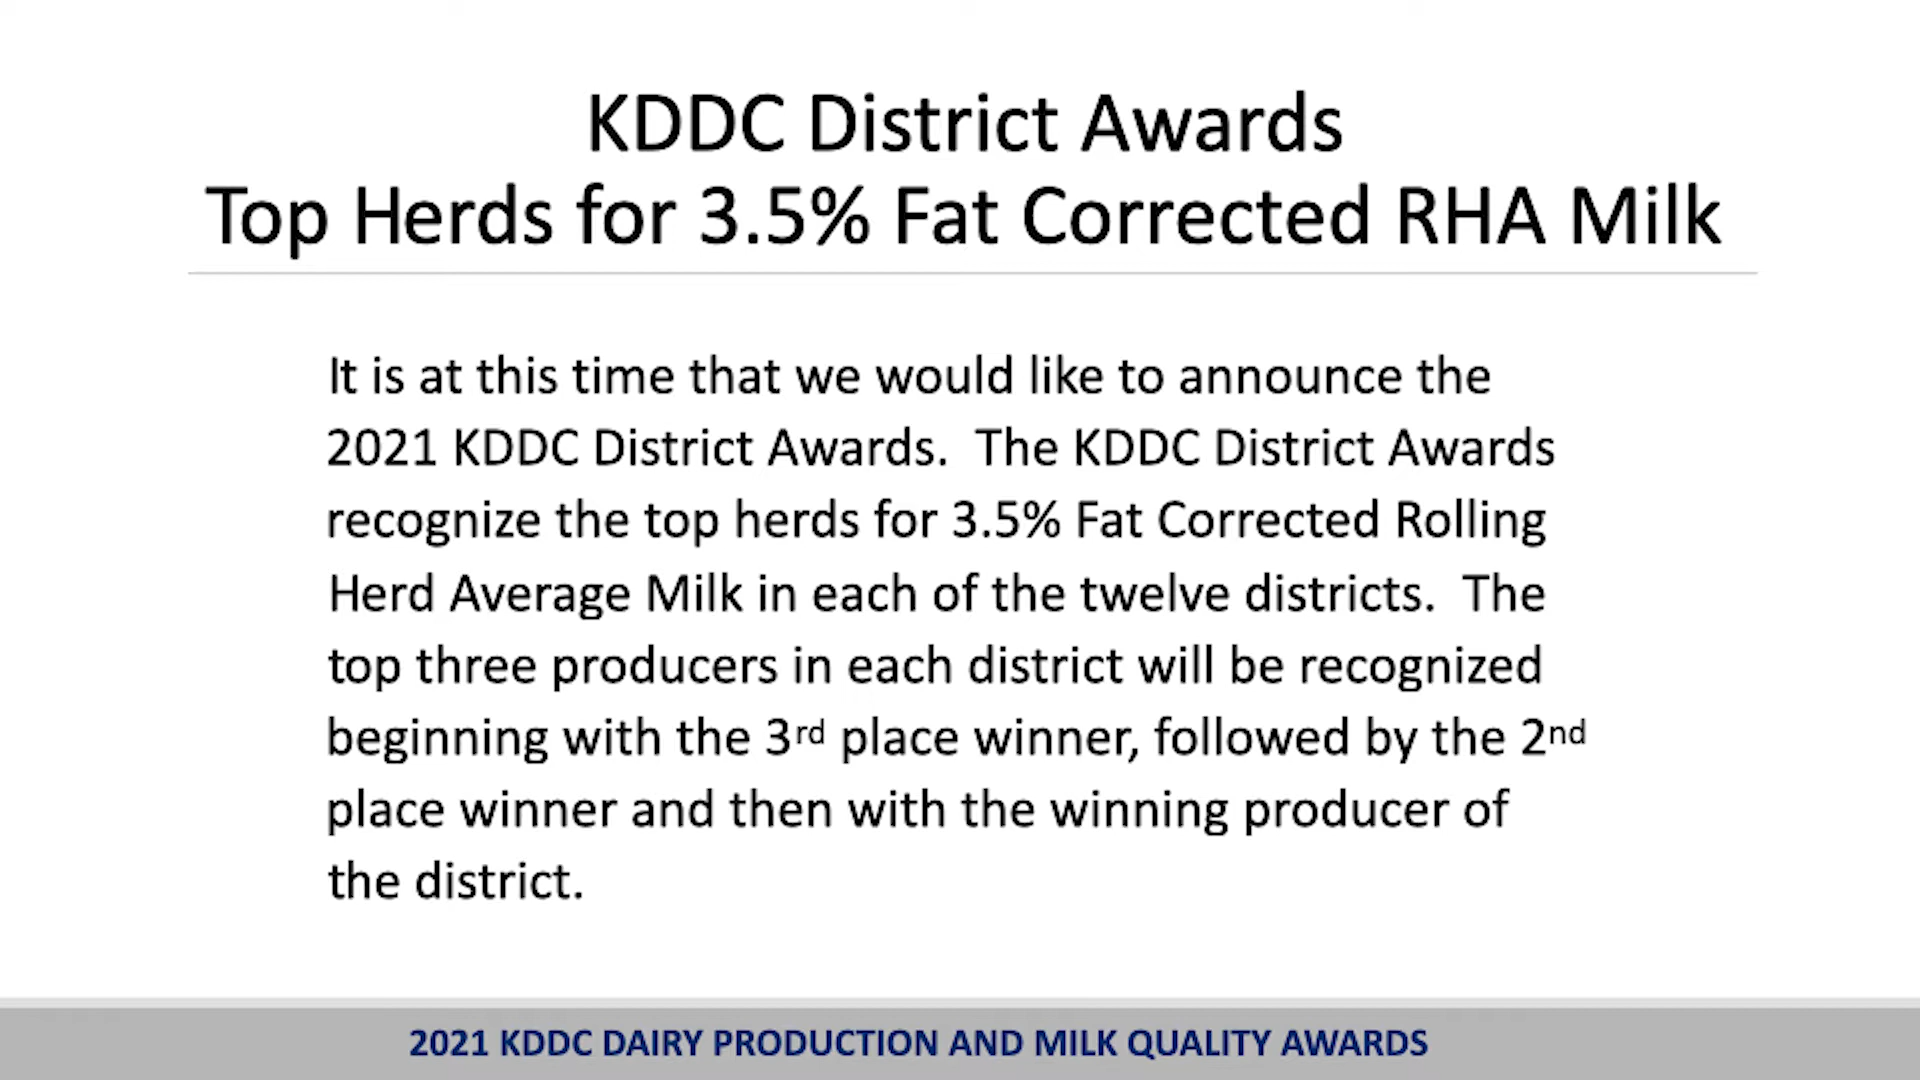 KDDC District Awards
Top Herds for 3.5% Fat Corrected RHA Milk
It is at this time that we would like to announce the
2021 KDDC District Awards.  The KDDC District Awards
recognize the top herds for 3.5% Fat Corrected Rolling
Herd Average Milk in each of the twelve districts.  The
top three producers in each district will be recognized
beginning with the 3rd place winner, followed by the 2nd
place winner and then with the winning producer of
the district.
2021 KDDC DAIRY PRODUCTION AND MILK QUALITY AWARDS